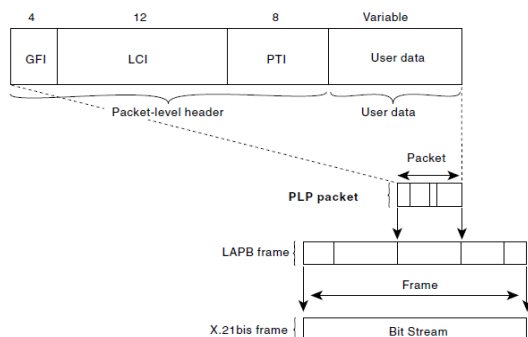 4 12 8 Variable
GFI LCI PTI User data
Packet-level header User data
Packet
PLP packet
LAPB frame
Frame
X.21bis frame Bit Stream